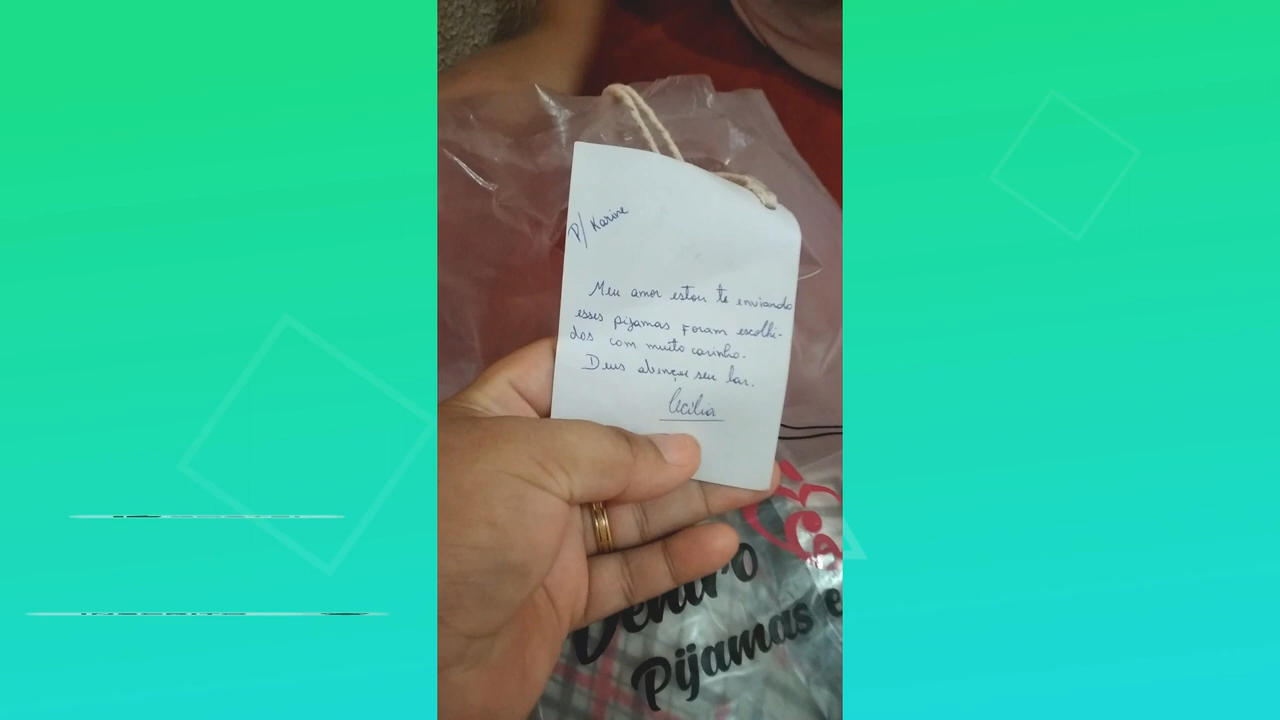 P/ Karine
Meu amor estou te enviando
esses pijamas Foram escolhi-
dos com muito carinho.
Deus abençoe seu lar.
Cecilia
Dentro
Pijamas e